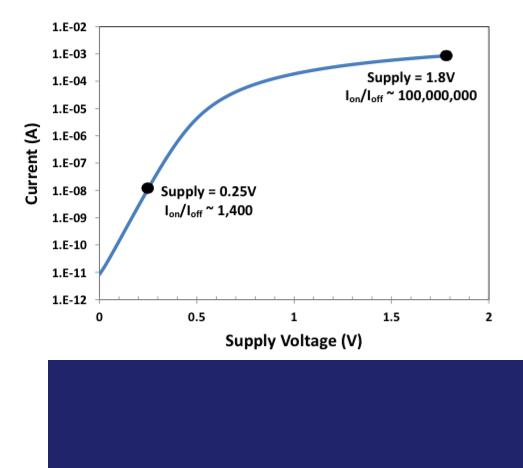 1.E-02
1.E-03
1.E-04
1.E-05
1.E-06
1.E-07
1.E-08
1.E-09
1.E-10
1.E-11
1.E-12
Current (A)
Supply = 1.8V
Ion/Ioff ~ 100,000,000
Supply = 0.25V
Ion/Ioff ~ 1,400
0 0.5 1 1.5 2
Supply Voltage (V)